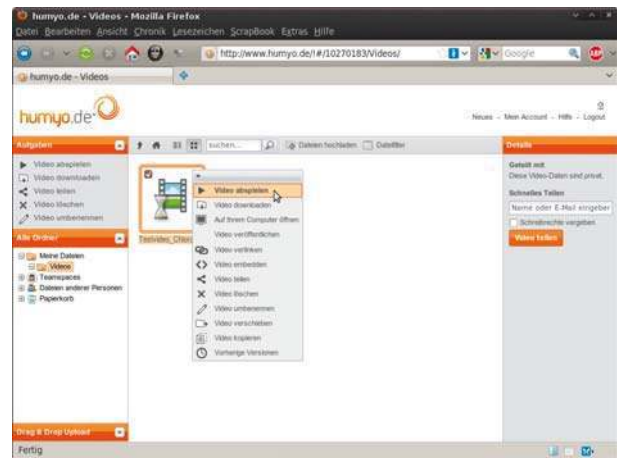 humyo.de - Videos - Mozilla Firefox
Datei Bearbeiten Ansicht Chronik Lesezeichen ScrapBook Extras Hilfe
http://www.humyo.de/!#/10270183/Videos/
Google
humyo.de - Videos
humyo.de
Neues - Mein Account - Hilfe - Logout
Aufgaben
suchen...
Dateien hochladen
Dateifilter
Details
Video abspielen
Video downloaden
Video teilen
Video löschen
Video umbenennen
Alle Ordner
Meine Dateien
Videos
Teamspaces
Dateien anderer Personen
Papierkorb
Video abspielen
Video downloaden
Auf Ihrem Computer öffnen
Video veröffentlichen
Video verlinken
Video embedden
Video teilen
Video löschen
Video umbenennen
Video verschieben
Video kopieren
Vorherige Versionen
Geteilt mit
Diese Video-Daten sind privat.
Schnelles Teilen
Name oder E-Mail eingeber
Schreibrechte vergeben
Video teilen
Drag & Drop Upload
Fertig